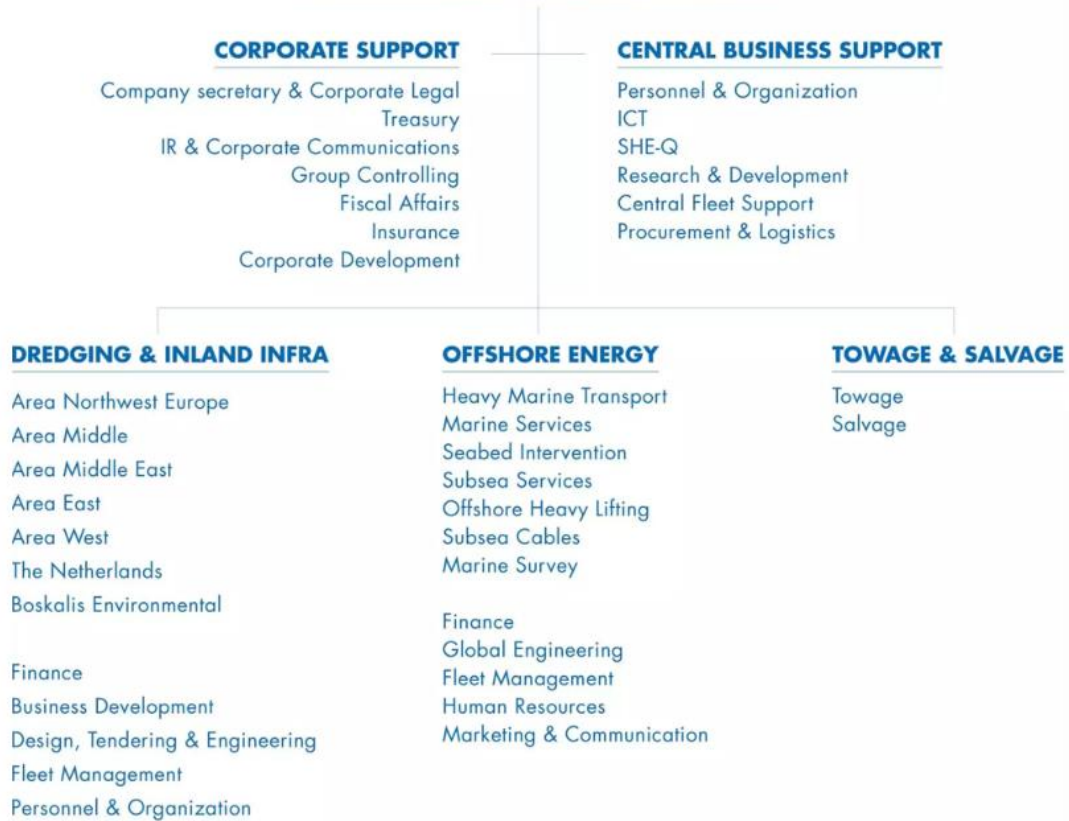 CORPORATE SUPPORT
Company secretary & Corporate Legal
Treasury
IR & Corporate Communications
Group Controlling
Fiscal Affairs
Insurance
Corporate Development
CENTRAL BUSINESS SUPPORT
Personnel & Organization
ICT
SHE-Q
Research & Development
Central Fleet Support
Procurement & Logistics
DREDGING & INLAND INFRA
Area Northwest Europe
Area Middle
Area Middle East
Area East
Area West
The Netherlands
Boskalis Environmental
Finance
Business Development
Design, Tendering & Engineering
Fleet Management
Personnel & Organization
OFFSHORE ENERGY
Heavy Marine Transport
Marine Services
Seabed Intervention
Subsea Services
Offshore Heavy Lifting
Subsea Cables
Marine Survey
Finance
Global Engineering
Fleet Management
Human Resources
Marketing & Communication
TOWAGE & SALVAGE
Towage
Salvage